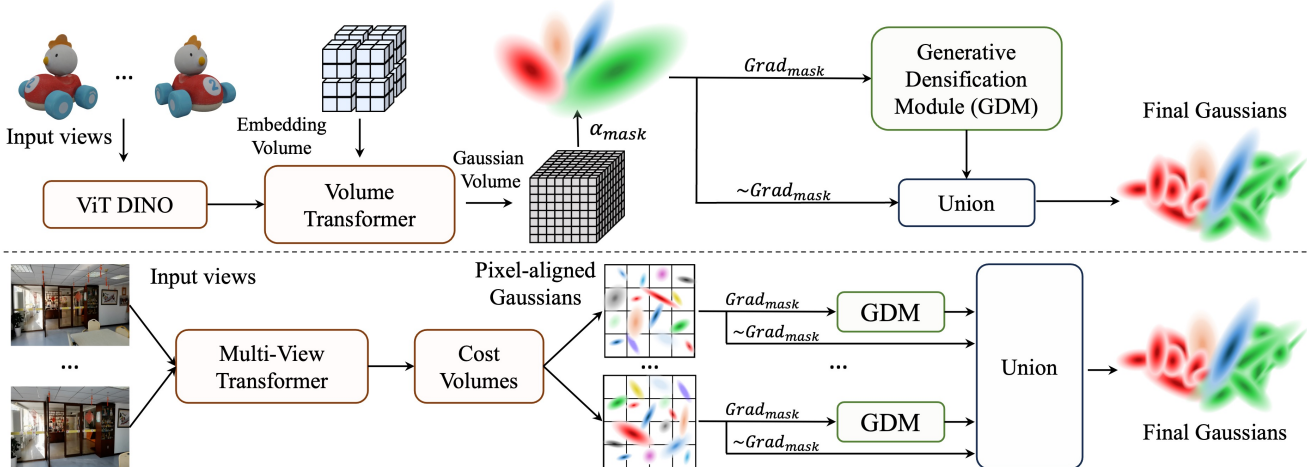 ...
Input views
Embedding
Volume
ViT DINO
Volume
Transformer
Gaussian
Volume
α_mask
Grad_mask
~Grad_mask
Generative
Densification
Module (GDM)
Union
Final Gaussians
Input views
...
Multi-View
Transformer
Cost
Volumes
Pixel-aligned
Gaussians
...
Grad_mask
~Grad_mask
GDM
...
Grad_mask
~Grad_mask
GDM
Union
Final Gaussians